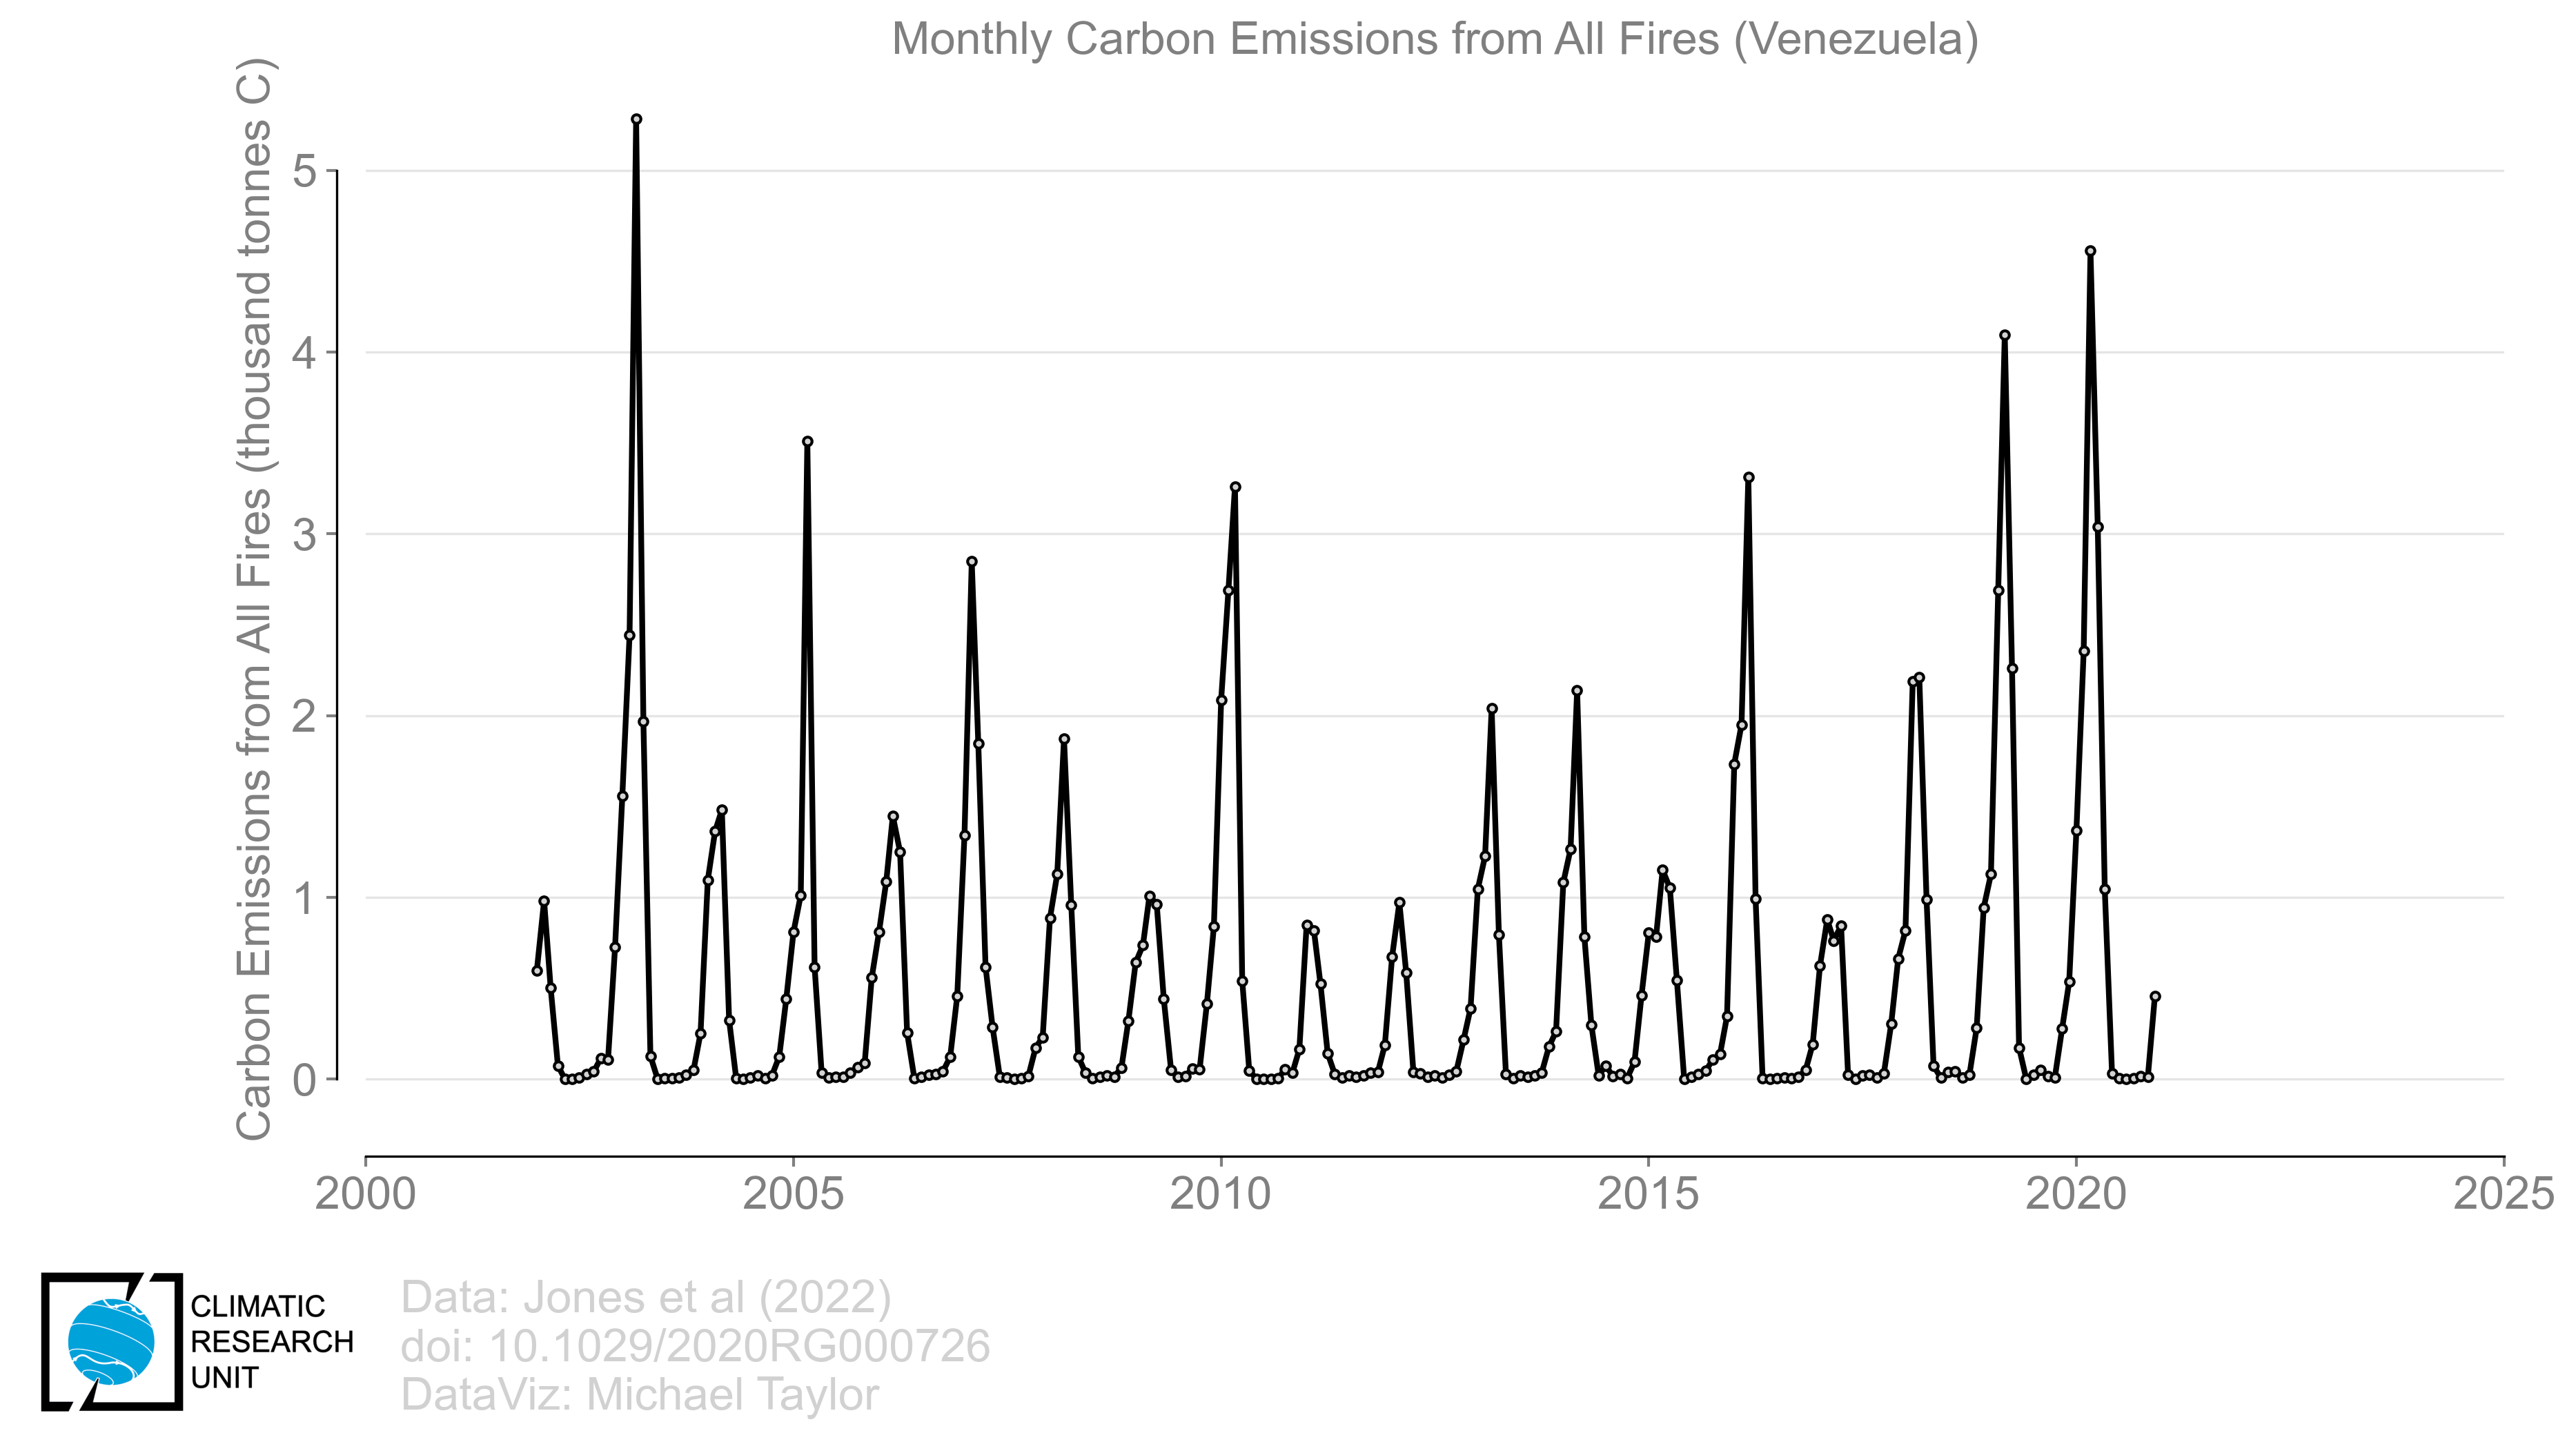 Monthly Carbon Emissions from All Fires (Venezuela)
Carbon Emissions from All Fires (thousand tonnes C)
5
4
3
2
1
0
2000
2005
2010
2015
2020
2025
CLIMATIC
RESEARCH
UNIT
Data: Jones et al (2022)
doi: 10.1029/2020RG000726
DataViz: Michael Taylor